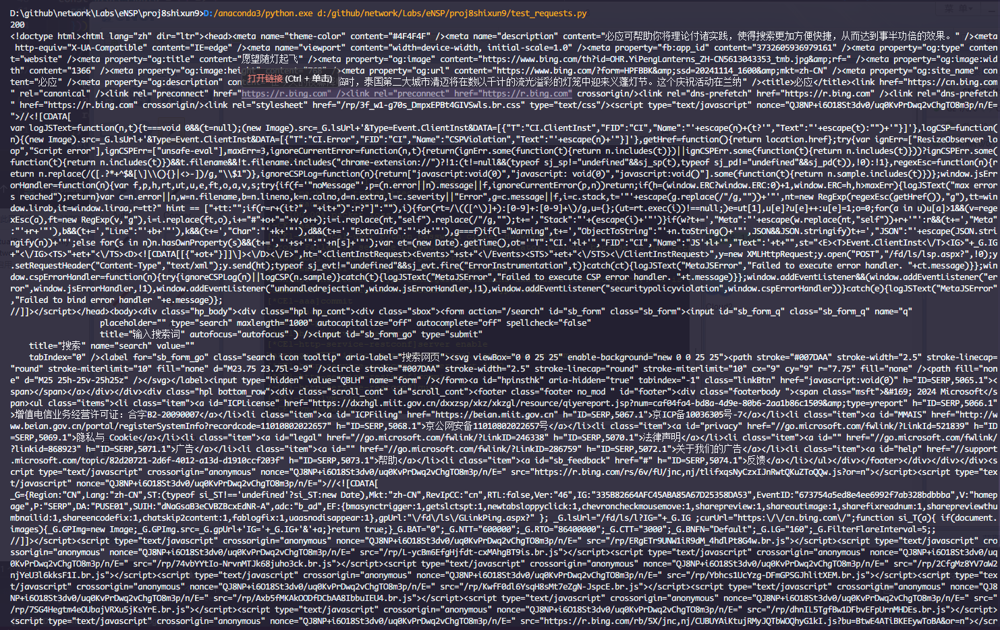 D:\github\network\Labs\eNSP\proj8shixun9>D:/anaconda3/python.exe d:/github/network/Labs/eNSP/proj8shixun9/test_requests.py
200
<!doctype html><html lang="zh" dir="ltr"><head><meta name="theme-color" content="#4F4F4F" /><meta name="description" content="必应可帮助你将理论付诸实践，使得搜索更加方便快捷，从而达到事半功倍的效果。" /><meta
http-equiv="X-UA-Compatible" content="IE=edge" /><meta name="viewport" content="width=device-width, initial-scale=1.0" /><meta property="fb:app_id" content="3732605936979161" /><meta property="og:type" conten
t="website" /><meta property="og:title" content="愿望随灯起飞" /><meta property="og:image" content="https://www.bing.com/th?id=OHR.YiPengLanterns_ZH-CN5613043353_tmb.jpg&amp;rf=" /><meta property="og:image:wid
th" content="1366" /><meta property="og:image:height" content="768" /><meta property="og:url" content="https://www.bing.com/?form=HPFBBK&amp;ssd=20241114_1600&amp;mkt=zh-CN" /><meta property="og:site_name" con
tent="必应" /><meta property="og:description" cont 打开链接 (Ctrl + 单击) 临时，泰国第二大城市清迈将在数以千计的流光溢彩的灯笼中迎来义蓬灯节。这个庆祝活动在兰纳" /><title>必应</title><link href="https://cn.bing.com
" rel="canonical" /><link rel="preconnect" href="https://r.bing.com" /><link rel="preconnect" href="https://r.bing.com" crossorigin/><link rel="dns-prefetch" href="https://r.bing.com" /><link rel="dns-prefetch
" href="https://r.bing.com" crossorigin/><link rel="stylesheet" href="/rp/3f_w1-g70s_DmpxEPBt4GIVSwls.br.css" type="text/css"/><script type="text/javascript" nonce="QJ8NP+i6O18St3dv0/uq0KvPrDwq2vChgTO8m3p/n/E=
">//<![CDATA[
var logJSText=function(n,t){t===void 0&&(t=null);(new Image).src=_G.lsUrl+'&Type=Event.ClientInst&DATA=[{"T":"CI.ClientInst","FID":"CI","Name":"'+escape(n)+(t?'","Text":"'+escape(t):"")+'"}]'},logCSP=function(
n){(new Image).src=_G.lsUrl+'&Type=Event.ClientInst&DATA=[{"T":"CI.Error","FID":"CI","Name":"CSPViolation","Text":"'+escape(n)+'"}]'},getHref=function(){return location.href};try{var ignErr=["ResizeObserver lo
op","Script error"],ignCSPErr=["unsafe-eval"],maxErr=3,ignoreCurrentError=function(n,t){return(ignErr.some(function(t){return n.includes(t)})||ignCSPErr.some(function(t){return n.includes(t)}))?ignCSPErr.some(
function(t){return n.includes(t)})&&t.filename&&!t.filename.includes("chrome-extension://")?!1:(t!=null&&(typeof sj_sp!="undefined"&&sj_sp(t),typeof sj_pd!="undefined"&&sj_pd(t)),!0):!1},regexEsc=function(n){
return n.replace(/([.?*+^$&[\]\\(){}|<>-])/g,"\\$1")},ignoreCSPLog=function(n){return["javascript:void(0)","javascript: void(0)","javascript:void()"].some(function(t){return n.sample.includes(t)})};window.jsErr
orHandler=function(n){var f,p,h,rt,ut,u,e,ft,o,a,v,s;try{if(f='"noMessage"',p=(n.error||n).message||f,ignoreCurrentError(p,n))return;if(h=(window.ERC?window.ERC:0)+1,window.ERC=h,h>maxErr){logJSText("max error
s reached");return}var c=n.error||n,w=n.filename,b=n.lineno,k=n.colno,d=n.extra,l=c.severity||"Error",g=c.message||f,i=c.stack,t='"'+escape(g.replace(/"/g,""))+'"',nt=new RegExp(regexEsc(getHref()),"g"),tt=win
dow.lirab,it=window.liraa,r=tt?" lint == ["+tt:"";if(r=r+(it?" "+it+")":r?"]":""),i){for(rt=/\(([^\)]+):[0-9]+:[0-9]+\)/g,u={};(ut=rt.exec(i))!==null;)e=ut[1],u[e]?u[e]++:u[e]=1;o=0;for(a in u)u[a]>1&&(v=rege
xEsc(a),ft=new RegExp(v,"g"),i=i.replace(ft,o),i+="#"+o+"="+v,o++);i=i.replace(nt,"self").replace(/"/g,"");t+=',"Stack":"'+(escape(i)+'"')}if(w?t+=',"Meta":"'+escape(w.replace(nt,"self"))+r+'"':r&&(t+=',"Meta"
:"'+r+'"'),b&&(t+=',"Line":"'+b+'"'),k&&(t+=',"Char":"'+k+'"'),d&&(t+=',"ExtraInfo":"'+d+'"'),g===f)if(l="Warning",t+=',"ObjectToString":"'+n.toString()+'"',JSON&&JSON.stringify)t+=',"JSON":"'+escape(JSON.stri
ngify(n))+'"';else for(s in n)n.hasOwnProperty(s)&&(t+=',"'+s+'":"'+n[s]+'"');var et=(new Date).getTime(),ot='"T":"CI.'+l+'","FID":"CI","Name":"JS'+l+'","Text":'+t+"",st="<E><T>Event.ClientInst<\/T><IG>"+_G.IG
+"<\/IG><TS>"+et+"<\/TS><D><![CDATA[[{"+ot+"}]]\]><\/D><\/E>",ht="<ClientInstRequest><Events>"+st+"<\/Events><STS>"+et+"<\/STS><\/ClientInstRequest>",y=new XMLHttpRequest;y.open("POST","/fd/ls/lsp.aspx?",!0);y
.setRequestHeader("Content-Type","text/xml");y.send(ht);typeof sj_evt!="undefined"&&sj_evt.fire("ErrorInstrumentation",t)}catch(ct){logJSText("MetaJSError","Failed to execute error handler. "+ct.message)}};win
dow.cspErrorHandler=function(n){try{ignoreCSPLog(n)||logCSP(n.sample)}catch(t){logJSText("MetaJSError","Failed to execute CSP error handler. "+t.message)}};window.addEventListener&&(window.addEventListener("er
ror",window.jsErrorHandler,!1),window.addEventListener("unhandledrejection",window.jsErrorHandler,!1),window.addEventListener("securitypolicyviolation",window.cspErrorHandler))}catch(e){logJSText("MetaJSError"
,"Failed to bind error handler "+e.message)};
//]]></script></head><body><div class="hp_body"><div class="hpl hp_cont"><div class="sbox"><form action="/search" id="sb_form" class="sb_form"><input id="sb_form_q" class="sb_form_q" name="q"
placeholder="" type="search" maxlength="1000" autocapitalize="off" autocomplete="off" spellcheck="false"
title="输入搜索词" autofocus="autofocus" ) /><input id="sb_form_go" type="submit"
title="搜索" name="search" value=""
tabIndex="0" /><label for="sb_form_go" class="search icon tooltip" aria-label="搜索网页"><svg viewBox="0 0 25 25" enable-background="new 0 0 25 25"><path stroke="#007DAA" stroke-width="2.5" stroke-linecap=
"round" stroke-miterlimit="10" fill="none" d="M23.75 23.75l-9-9" /><circle stroke="#007DAA" stroke-width="2.5" stroke-linecap="round" stroke-miterlimit="10" cx="9" cy="9" r="7.75" fill="none" /><path fill="non
e" d="M25 25h-25v-25h25z" /></svg></label><input type="hidden" value="QBLH" name="form" /></form><a id="hpinsthk" aria-hidden="true" tabindex="-1" class="linkBtn" href="javascript:void(0)" h="ID=SERP,5065.1"><
span></span></a></div></div><div class="hpl bottom_row"><div class="scroll_cont" id="scroll_cont"><footer class="footer no_mod " id="footer"><div class="footerbody "><span class="msft">&#169; 2024 Microsoft</s
pan><ul class="items"><li class="item"><a id="ICPLicense" href="https://dxzhgl.miit.gov.cn/dxxzsp/xkz/xkzgl/resource/qiyereport.jsp?num=caf04fa4-bd8a-4d9e-80b6-2aa1b86c1509&amp;type=yreport" h="ID=SERP,5066.1"
>增值电信业务经营许可证：合字B2-20090007</a></li><li class="item"><a id="ICPFiling" href="https://beian.miit.gov.cn" h="ID=SERP,5067.1">京ICP备10036305号-7</a></li><li class="item"><a id="MMAIS" href="http://w
ww.beian.gov.cn/portal/registerSystemInfo?recordcode=11010802022657" h="ID=SERP,5068.1">京公网安备11010802022657号</a></li><li class="item"><a id="privacy" href="//go.microsoft.com/fwlink/?LinkId=521839" h="ID
=SERP,5069.1">隐私与 Cookie</a></li><li class="item"><a id="legal" href="//go.microsoft.com/fwlink/?LinkID=246338" h="ID=SERP,5070.1">法律声明</a></li><li class="item"><a id="" href="//go.microsoft.com/fwlink/
?linkid=868923" h="ID=SERP,5071.1">广告</a></li><li class="item"><a id="" href="//go.microsoft.com/fwlink/?LinkID=286759" h="ID=SERP,5072.1">关于我们的广告</a></li><li class="item"><a id="help" href="//support
.microsoft.com/topic/82d20721-2d6f-4012-a13d-d1910ccf203f" h="ID=SERP,5073.1">帮助</a></li><li class="item"><a id="sb_feedback" href="#" h="ID=SERP,5074.1">反馈</a></li></ul></div></footer></div></div></div><s
cript type="text/javascript" nonce="QJ8NP+i6O18St3dv0/uq0KvPrDwq2vChgTO8m3p/n/E=" src="https://r.bing.com/rs/6v/fU/jnc,nj/tlifxqsNyCzxIJnRwtQKuZToQQw.js?or=n"></script><script type="te
xt/javascript" nonce="QJ8NP+i6O18St3dv0/uq0KvPrDwq2vChgTO8m3p/n/E=">//<![CDATA[
_G={Region:"CN",Lang:"zh-CN",ST:(typeof si_ST!=='undefined'?si_ST:new Date),Mkt:"zh-CN",RevIpCC:"cn",RTL:false,Ver:"46",IG:"335B82664AFC45ABA85A67D25358DA53",EventID:"673754a5ed8e4ee6992f7ab328bdbbba",V:"homep
age",P:"SERP",DA:"PUSE01",SUIH:"dNaGsaB3eCVBZBcxEdNR-A",adc:"b_ad",EF:{bmasynctrigger:1,getslctspt:1,newtabsloppyclick:1,chevroncheckmousemove:1,sharepreview:1,shareoutimage:1,sharefixreadnum:1,sharepreviewthu
mbnailid:1,shareencodefix:1,chatskip2content:1,fablogfix:1,uaasnodisappear:1},gpUrl:"\/fd\/ls\/GLinkPing.aspx?" }; _G.lsUrl="/fd/ls/l?IG="+_G.IG ;curUrl="https:\/\/cn.bing.com\/";function si_T(a){ if(document.
images){_G.GPImg=new Image;_G.GPImg.src=_G.gpUrl+'IG='+_G.IG+'&'+a;}return true;}_G.BAT="0";_G.NTT="600000";_G.RTO="86400000";_G.CTT="3000";_G.BNFN="Default";_G.LG="160";_G.FilterFlareInterval=5;;
//]]></script><script type="text/javascript" crossorigin="anonymous" nonce="QJ8NP+i6O18St3dv0/uq0KvPrDwq2vChgTO8m3p/n/E=" src="/rp/ERgETr9UNW1iR9dM_4hdlPt8G4w.br.js"></script><script type="text/javascript" cro
ssorigin="anonymous" nonce="QJ8NP+i6O18St3dv0/uq0KvPrDwq2vChgTO8m3p/n/E=" src="/rp/L-ycBm6EfgHjfdt-cxMAhgBT9is.br.js"></script><script type="text/javascript" crossorigin="anonymous" nonce="QJ8NP+i6O18St3dv0/uq
0KvPrDwq2vChgTO8m3p/n/E=" src="/rp/74vbYYtIo-NrvnMTJk68juho3ck.br.js"></script><script type="text/javascript" crossorigin="anonymous" nonce="QJ8NP+i6O18St3dv0/uq0KvPrDwq2vChgTO8m3p/n/E=" src="/rp/2CfgMz8YV7aW2
njYeU3l6kksF1I.br.js"></script><script type="text/javascript" crossorigin="anonymous" nonce="QJ8NP+i6O18St3dv0/uq0KvPrDwq2vChgTO8m3p/n/E=" src="/rp/Ybhcs1UcYzg-DFmGPSGJhlitXEM.br.js"></script><script type="tex
t/javascript" crossorigin="anonymous" nonce="QJ8NP+i6O18St3dv0/uq0KvPrDwq2vChgTO8m3p/n/E=" src="/rp/KwfF0dl6YsqH8sMt7eZgN-JspcE.br.js"></script><script type="text/javascript" crossorigin="anonymous" nonce="QJ8
NP+i6O18St3dv0/uq0KvPrDwq2vChgTO8m3p/n/E=" src="/rp/Axb5fMKAkOODfDCbAA8IbbuIEU4.br.js"></script><script type="text/javascript" crossorigin="anonymous" nonce="QJ8NP+i6O18St3dv0/uq0KvPrDwq2vChgTO8m3p/n/E=" src=
"/rp/7SG4Hegtm4eOUbajVRXu5jKsYrE.br.js"></script><script type="text/javascript" crossorigin="anonymous" nonce="QJ8NP+i6O18St3dv0/uq0KvPrDwq2vChgTO8m3p/n/E=" src="/rp/dhnIL5TgfBw1DFbvEFpUrnMHDEs.br.js"></script>
<script type="text/javascript" crossorigin="anonymous" nonce="QJ8NP+i6O18St3dv0/uq0KvPrDwq2vChgTO8m3p/n/E=" src="https://r.bing.com/rb/5X/jnc,nj/CUBUYAiKtujRMyJQTbWOQhyG1kI.js?bu=BtwE4ATiBKEEywToBA&or=n"></scr